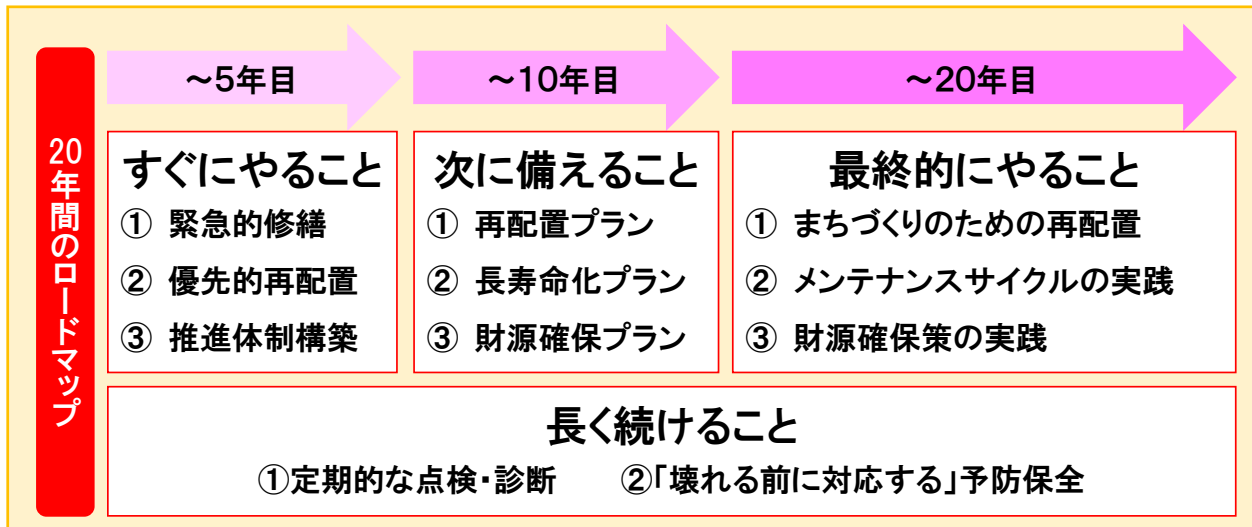 20年間のロードマップ
～5年目
～10年目
～20年目
すぐにやること
① 緊急的修繕
② 優先的再配置
③ 推進体制構築
次に備えること
① 再配置プラン
② 長寿命化プラン
③ 財源確保プラン
最終的にやること
① まちづくりのための再配置
② メンテナンスサイクルの実践
③ 財源確保策の実践
長く続けること
①定期的な点検・診断 ②「壊れる前に対応する」予防保全